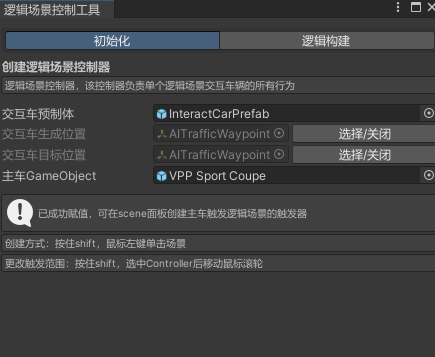 逻辑场景控制工具
初始化 逻辑构建
创建逻辑场景控制器
逻辑场景控制器，该控制器负责单个逻辑场景交互车辆的所有行为
交互车预制体 InteractCarPrefab
交互车生成位置 AITrafficWaypoint 选择/关闭
交互车目标位置 AITrafficWaypoint 选择/关闭
主车GameObject VPP Sport Coupe
已成功赋值，可在scene面板创建主车触发逻辑场景的触发器
创建方式：按住shift，鼠标左键单击场景
更改触发范围：按住shift，选中Controller后移动鼠标滚轮